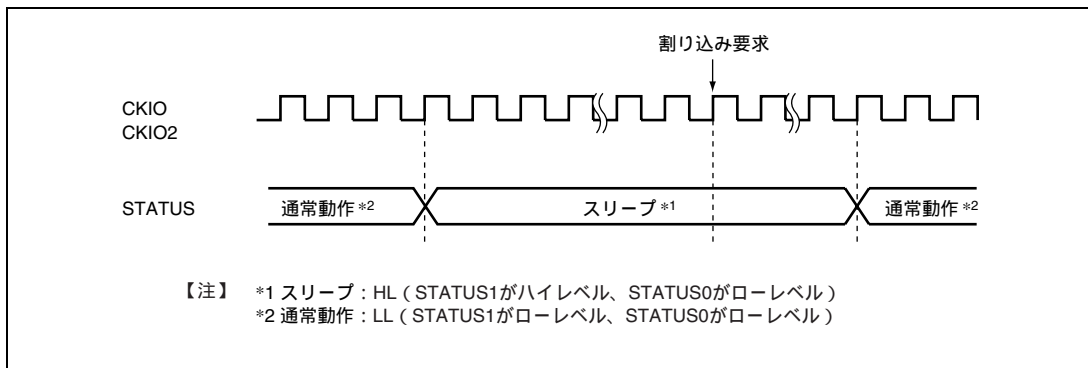 割り込み要求
CKIO
CKIO2
STATUS
通常動作 *2
スリープ *1
通常動作 *2
【注】 *1 スリープ：HL（STATUS1がハイレベル、STATUS0がローレベル）
*2 通常動作：LL（STATUS1がローレベル、STATUS0がローレベル）